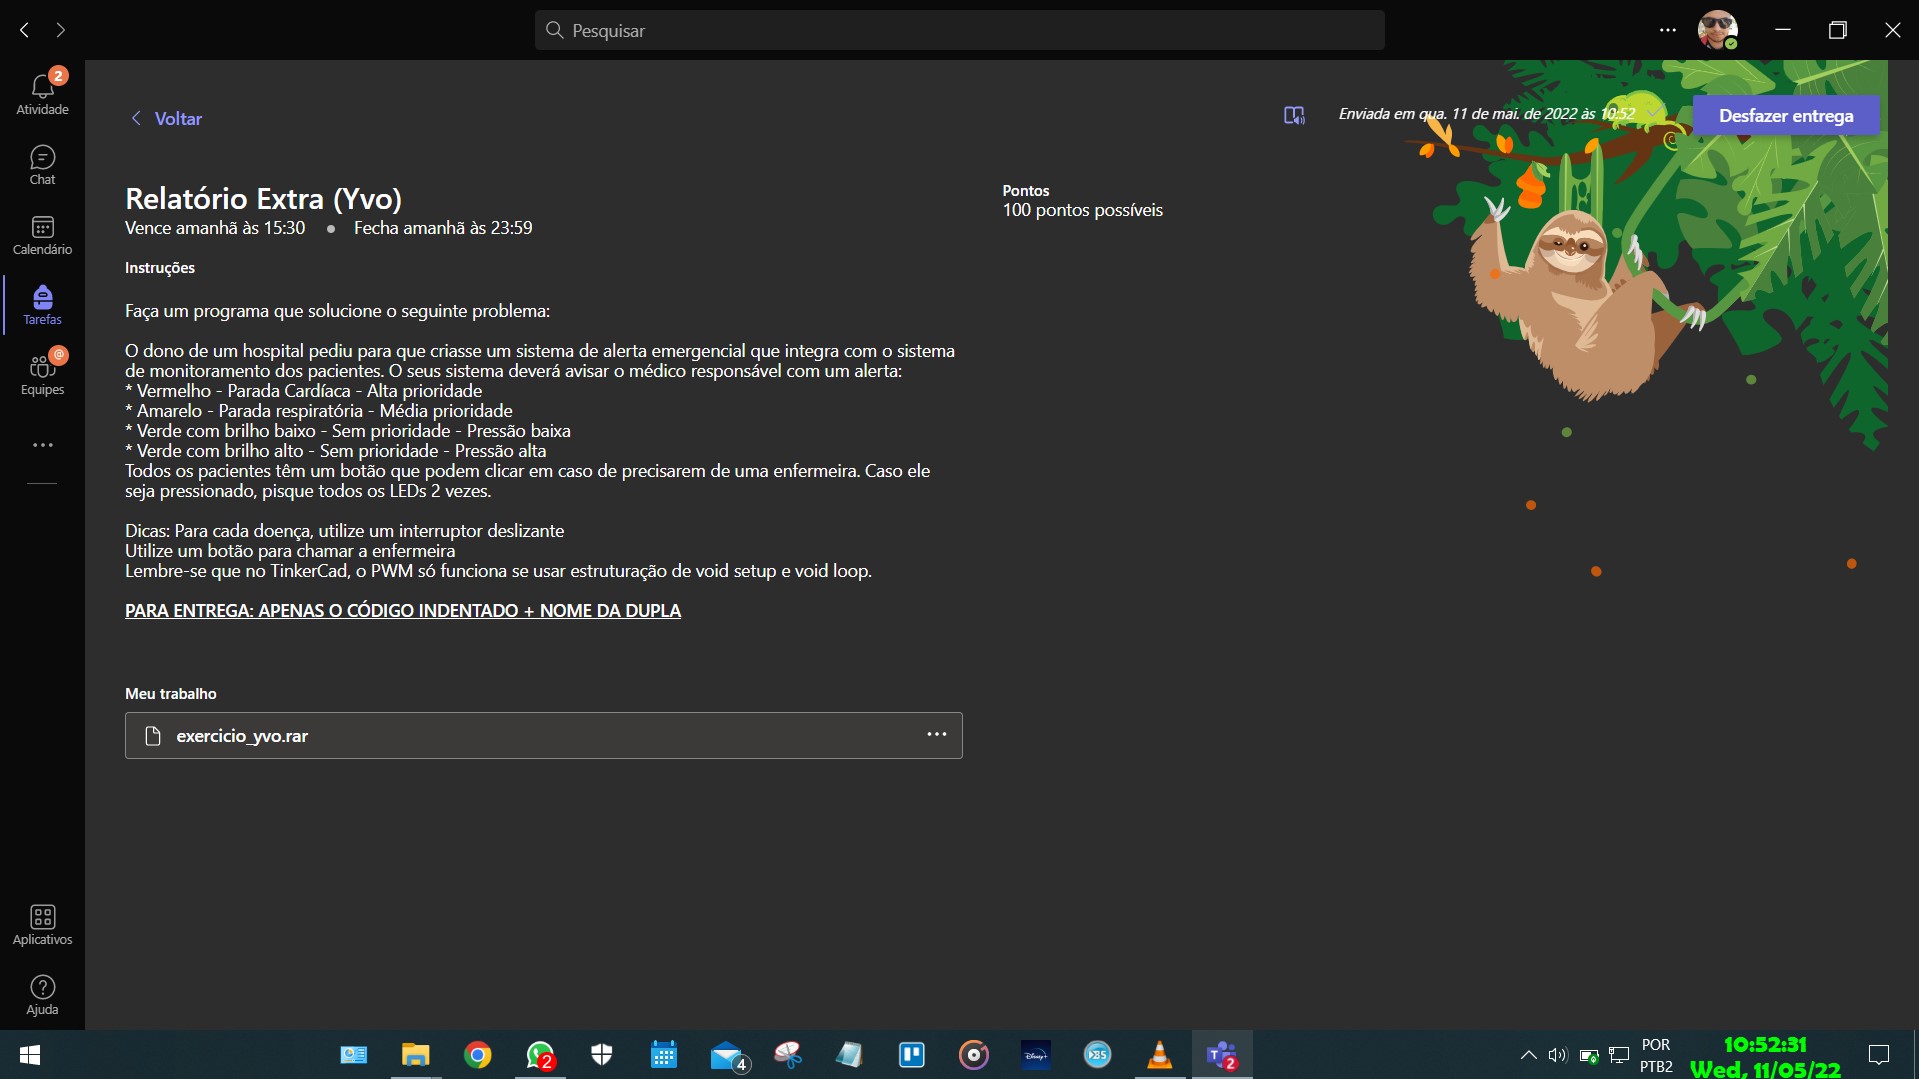 Pesquisar
2
Atividade
Chat
Calendário
Tarefas
@
Equipes
Aplicativos
Ajuda
Voltar
Enviada em qua. 11 de mai. de 2022 às 10:52
Desfazer entrega
Relatório Extra (Yvo)
Vence amanhã às 15:30 ● Fecha amanhã às 23:59
Pontos
100 pontos possíveis
Instruções
Faça um programa que solucione o seguinte problema:
O dono de um hospital pediu para que criasse um sistema de alerta emergencial que integra com o sistema
de monitoramento dos pacientes. O seus sistema deverá avisar o médico responsável com um alerta:
* Vermelho - Parada Cardíaca - Alta prioridade
* Amarelo - Parada respiratória - Média prioridade
* Verde com brilho baixo - Sem prioridade - Pressão baixa
* Verde com brilho alto - Sem prioridade - Pressão alta
Todos os pacientes têm um botão que podem clicar em caso de precisarem de uma enfermeira. Caso ele
seja pressionado, pisque todos os LEDs 2 vezes.
Dicas: Para cada doença, utilize um interruptor deslizante
Utilize um botão para chamar a enfermeira
Lembre-se que no TinkerCad, o PWM só funciona se usar estruturação de void setup e void loop.
PARA ENTREGA: APENAS O CÓDIGO INDENTADO + NOME DA DUPLA
Meu trabalho
exercicio_yvo.rar
2
4
Disney+
T
2
POR
PTB2
10:52:31
Wed, 11/05/22